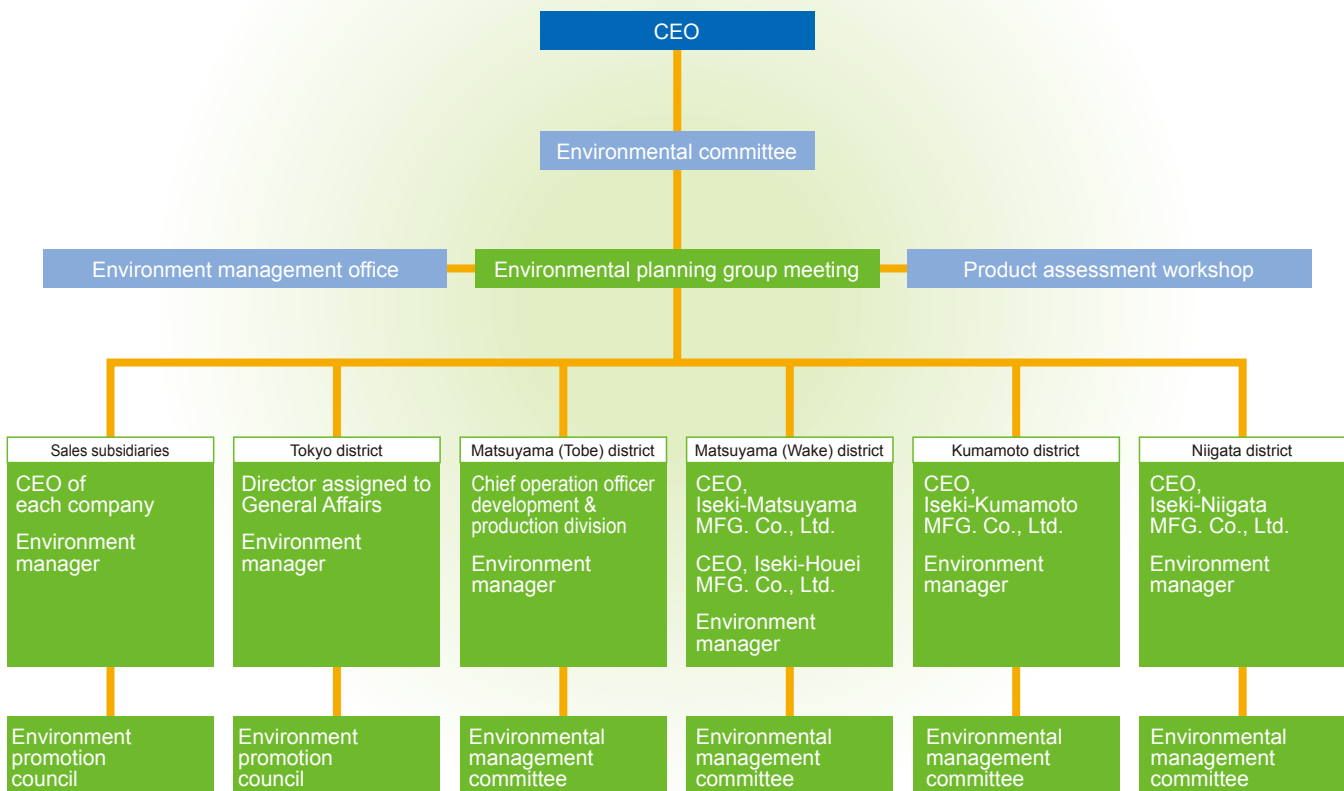 CEO
Environmental committee
Environment management office
Environmental planning group meeting
Product assessment workshop
Sales subsidiaries
CEO of
each company
Environment
manager
Tokyo district
Director assigned to
General Affairs
Environment
manager
Matsuyama (Tobe) district
Chief operation officer
development &
production division
Environment
manager
Matsuyama (Wake) district
CEO,
Iseki-Matsuyama
MFG. Co., Ltd.
CEO, Iseki-Houei
MFG. Co., Ltd.
Environment
manager
Kumamoto district
CEO,
Iseki-Kumamoto
MFG. Co., Ltd.
Environment
manager
Niigata district
CEO,
Iseki-Niigata
MFG. Co., Ltd.
Environment
manager
Environment
promotion
council
Environment
promotion
council
Environmental
management
committee
Environmental
management
committee
Environmental
management
committee
Environmental
management
committee